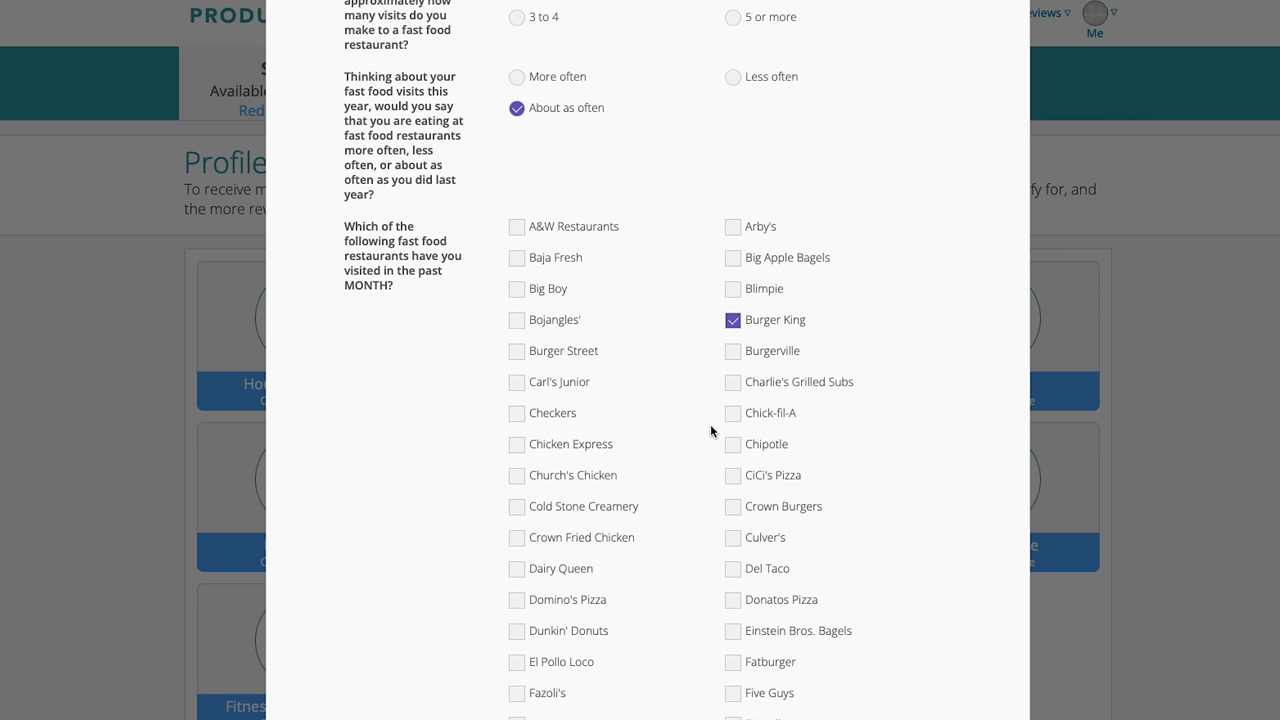 PRODU
eviews ▽
▽
Me
S
Available
Red
Profile
To receive m
fy for, and
the more rev
Hor
e
e
e
Fitnes
approximately how
many visits do you
make to a fast food
restaurant?
3 to 4
5 or more
Thinking about your
fast food visits this
year, would you say
that you are eating at
fast food restaurants
more often, less
often, or about as
often as you did last
year?
More often
Less often
About as often
Which of the
following fast food
restaurants have you
visited in the past
MONTH?
A&W Restaurants
Arby's
Baja Fresh
Big Apple Bagels
Big Boy
Blimpie
Bojangles'
Burger King
Burger Street
Burgerville
Carl's Junior
Charlie's Grilled Subs
Checkers
Chick-fil-A
Chicken Express
Chipotle
Church's Chicken
CiCi's Pizza
Cold Stone Creamery
Crown Burgers
Crown Fried Chicken
Culver's
Dairy Queen
Del Taco
Domino's Pizza
Donatos Pizza
Dunkin' Donuts
Einstein Bros. Bagels
El Pollo Loco
Fatburger
Fazoli's
Five Guys